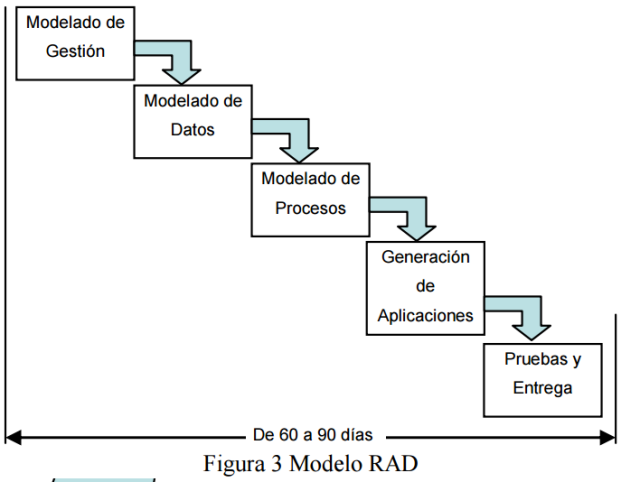 Modelado de
Gestión
Modelado de
Datos
Modelado de
Procesos
Generación
de
Aplicaciones
Pruebas y
Entrega
De 60 a 90 días
Figura 3 Modelo RAD